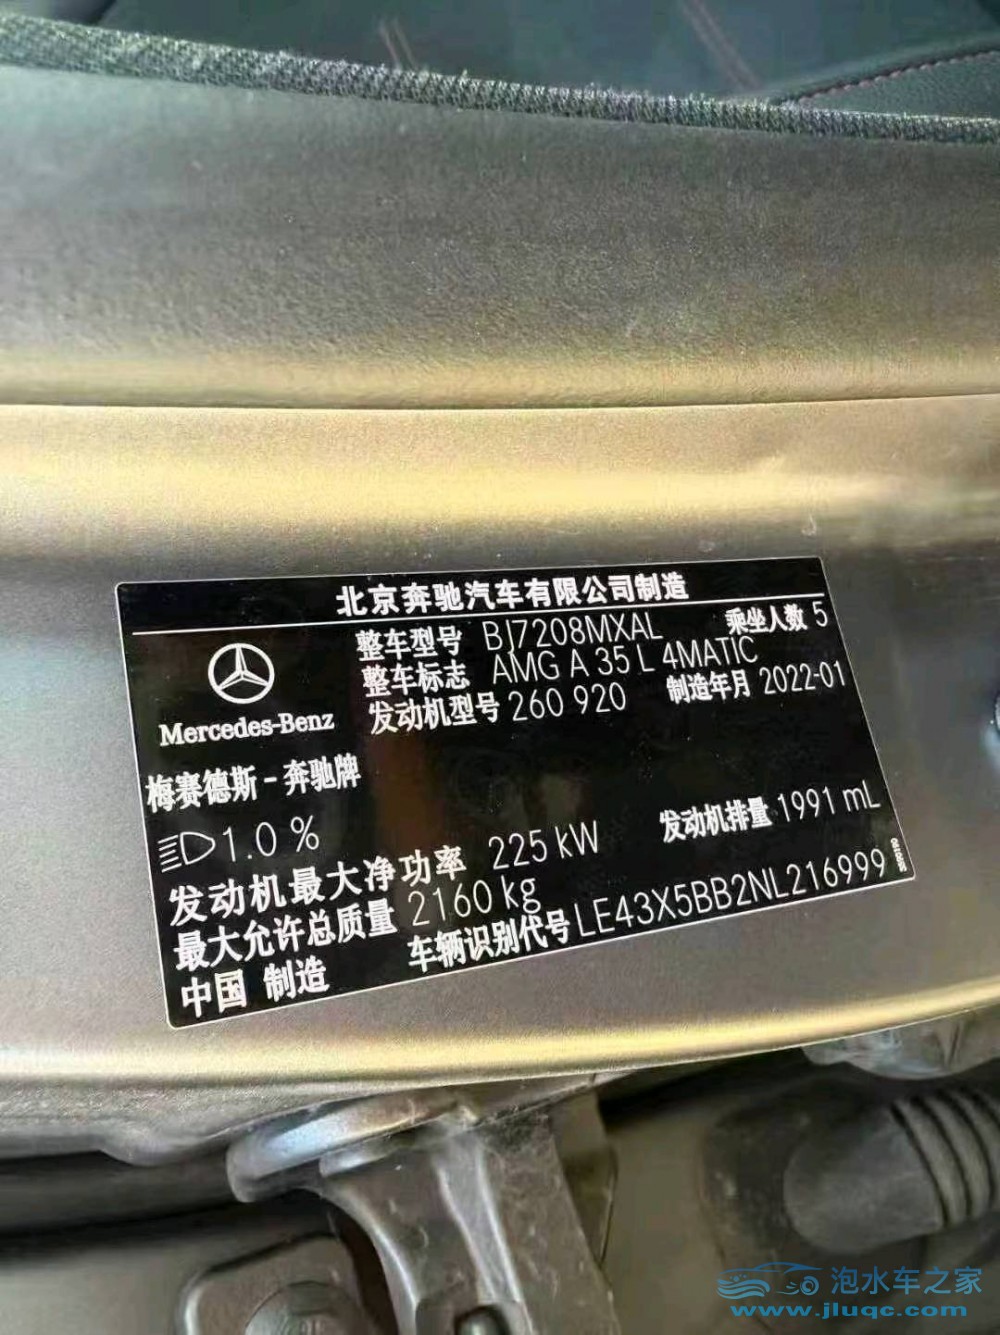 北京奔驰汽车有限公司制造
整车型号 BJ7208MXAL 乘坐人数 5
整车标志 AMG A 35 L 4MATIC
发动机型号 260 920 制造年月 2022-01
Mercedes-Benz
梅赛德斯-奔驰牌
1.0 %
发动机最大净功率 225 kW 发动机排量 1991 mL
最大允许总质量 2160 kg
中国 制造 车辆识别代号 LE43X5BB2NL216999
泡水车之家
www.jluqc.com